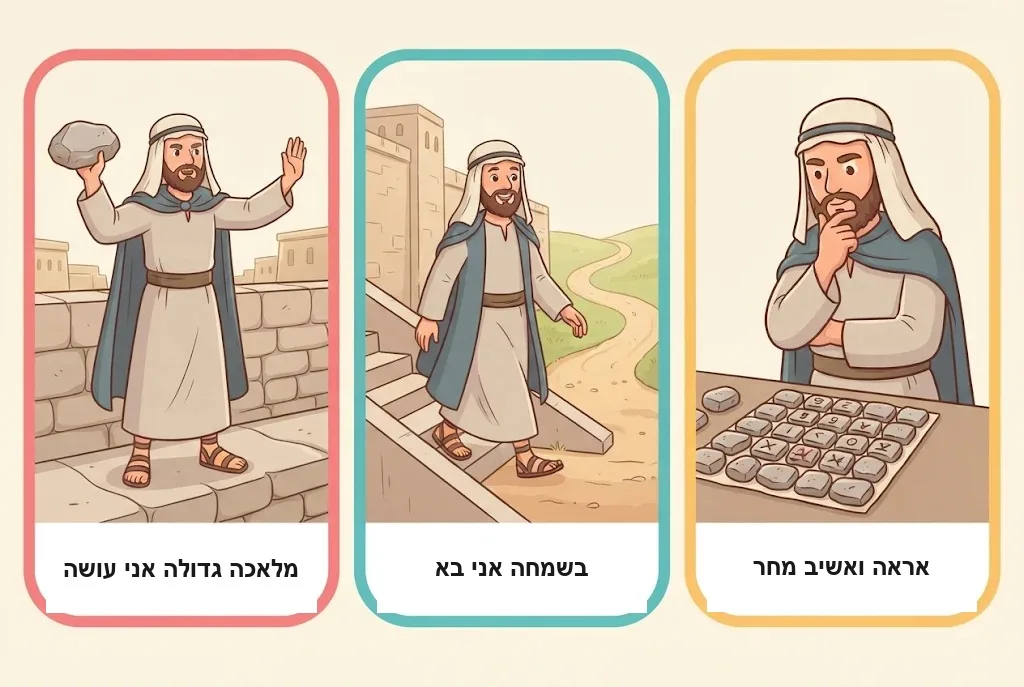 אראה ואשיב מחר
בשמחה אני בא
מלאכה גדולה אני עושה